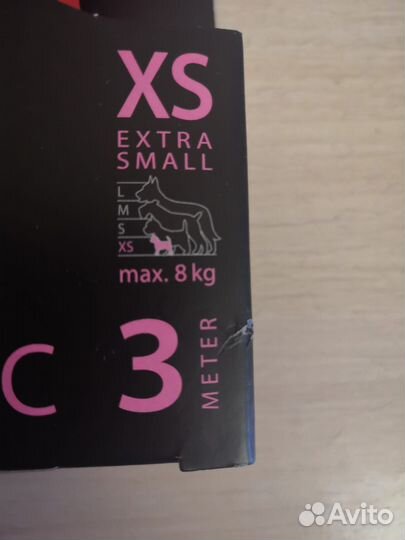 XS
EXTRA
SMALL
L
M
S
XS
max. 8 kg
C 3 METER
Avito